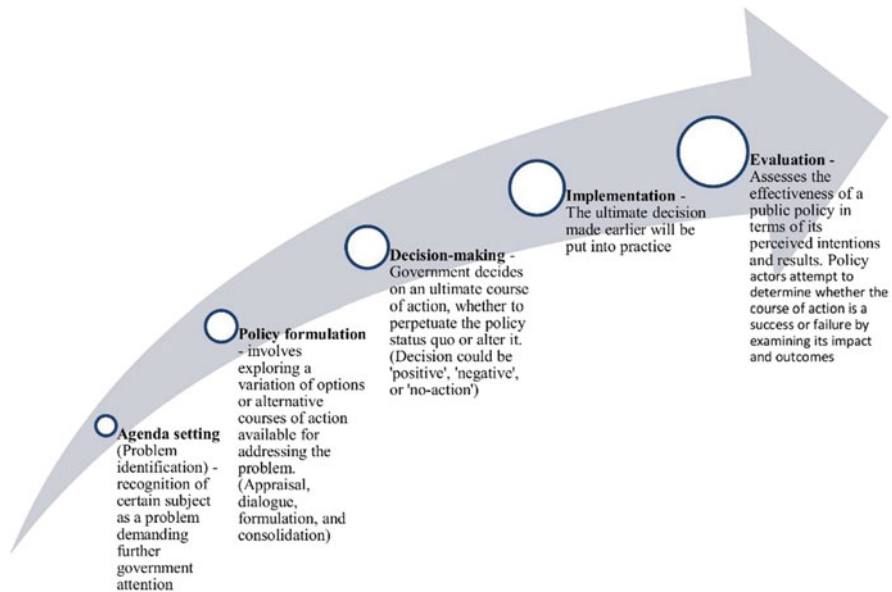 Agenda setting
(Problem
identification) -
recognition of
certain subject
as a problem
demanding
further
government
attention
Policy formulation
- involves
exploring a
variation of options
or alternative
courses of action
available for
addressing the
problem.
(Appraisal,
dialogue,
formulation, and
consolidation)
Decision-making -
Government decides
on an ultimate course
of action, whether to
perpetuate the policy
status quo or alter it.
(Decision could be
'positive', 'negative',
or 'no-action')
Implementation -
The ultimate decision
made earlier will be
put into practice
Evaluation -
Assesses the
effectiveness of a
public policy in
terms of its
perceived intentions
and results. Policy
actors attempt to
determine whether the
course of action is a
success or failure by
examining its impact
and outcomes